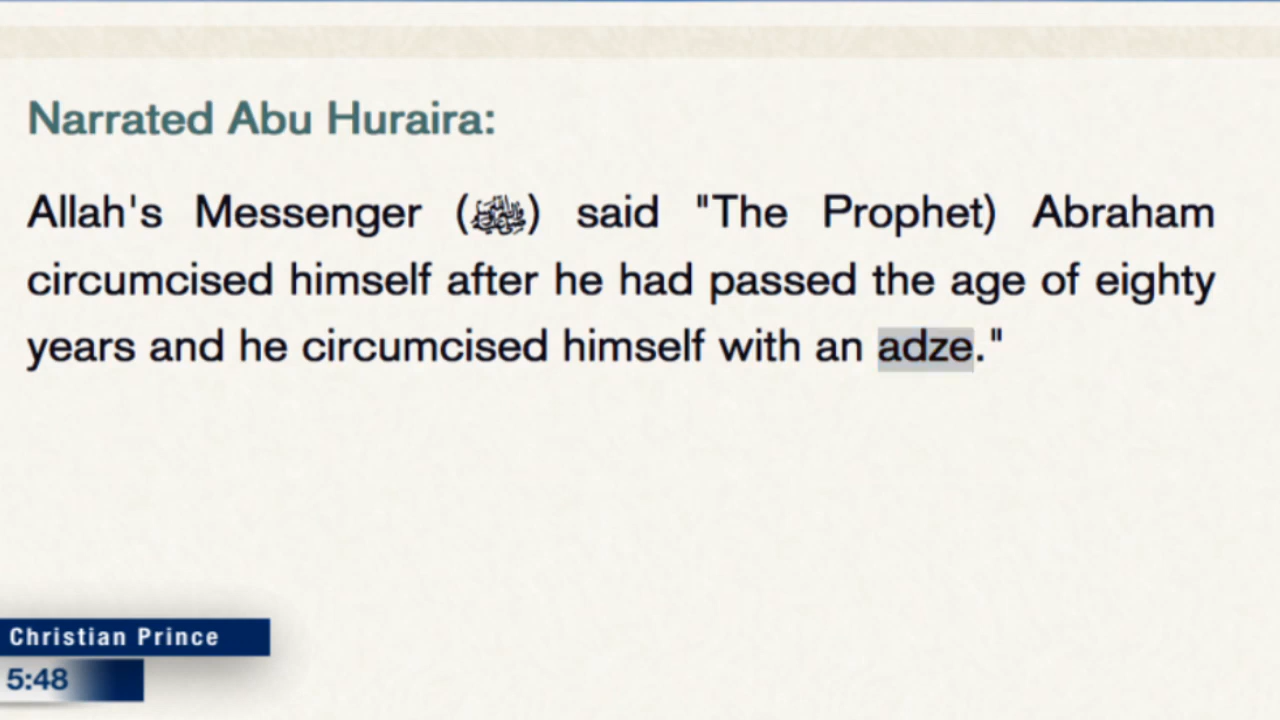 Narrated Abu Huraira:
Allah's Messenger (ﷺ) said "The Prophet) Abraham
circumcised himself after he had passed the age of eighty
years and he circumcised himself with an adze."
Christian Prince
5:48